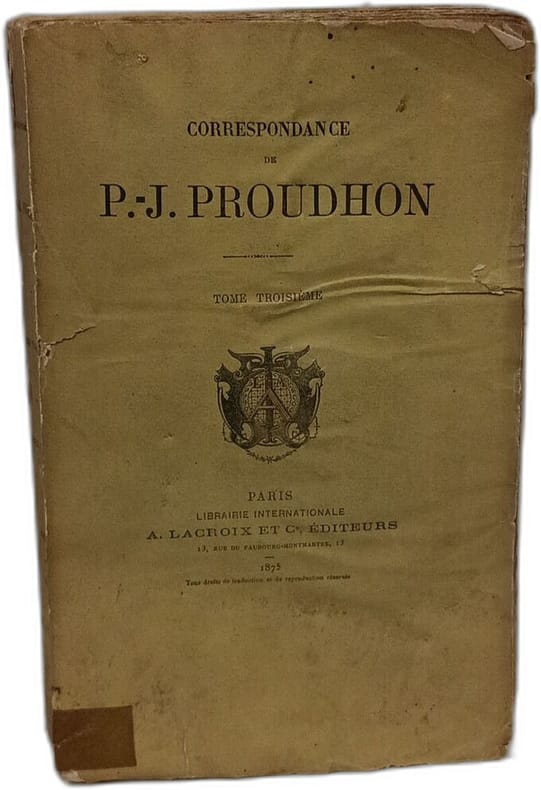 CORRESPONDANCE
DE
P.-J. PROUDHON
TOME TROISIÈME
PARIS
LIBRAIRIE INTERNATIONALE
A. LACROIX ET Cᵉ, ÉDITEURS
13, RUE DU FAUBOURG-MONTMARTRE, 13
1875
Tous droits de traduction et de reproduction réservés